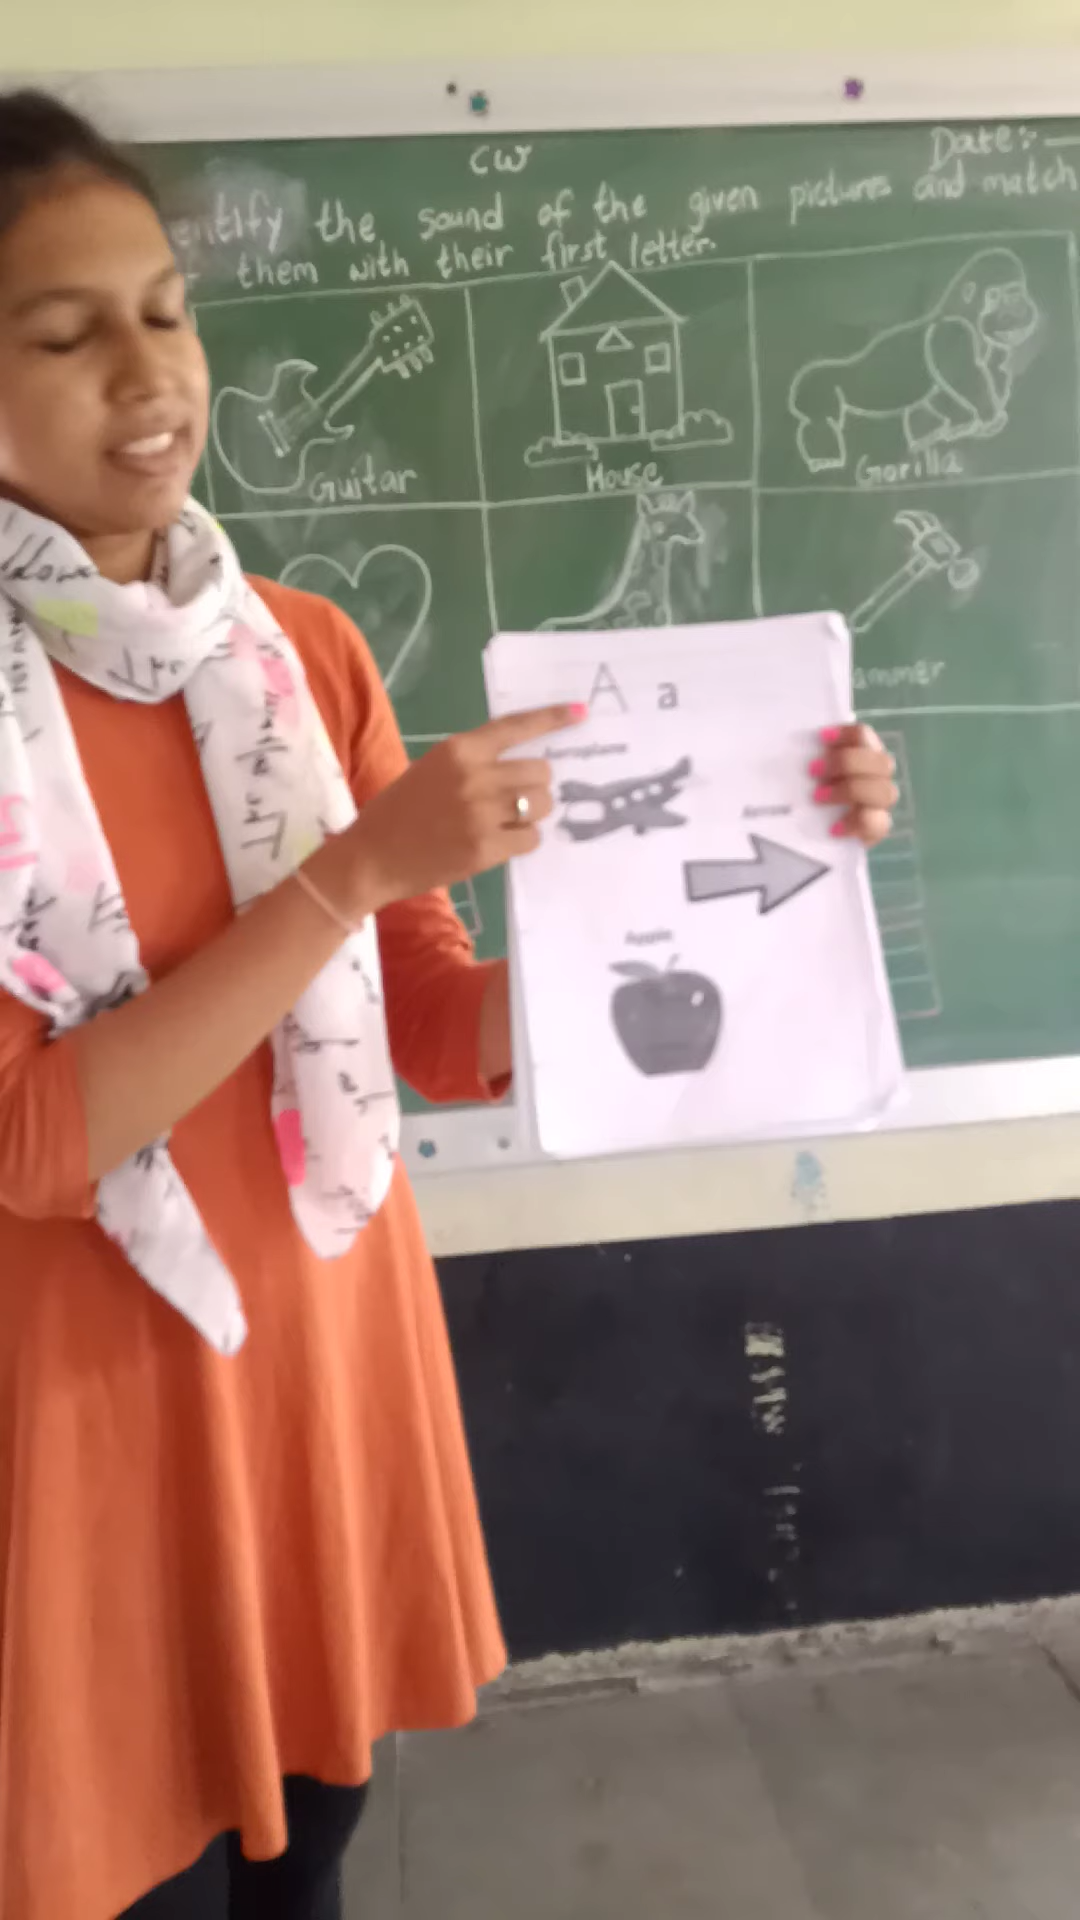 CW
Date:-
entify the sound of the given pictures and match
them with their first letter.
Guitar
House
Gorilla
ammer
A a
Aeroplane
Arrow
Apple